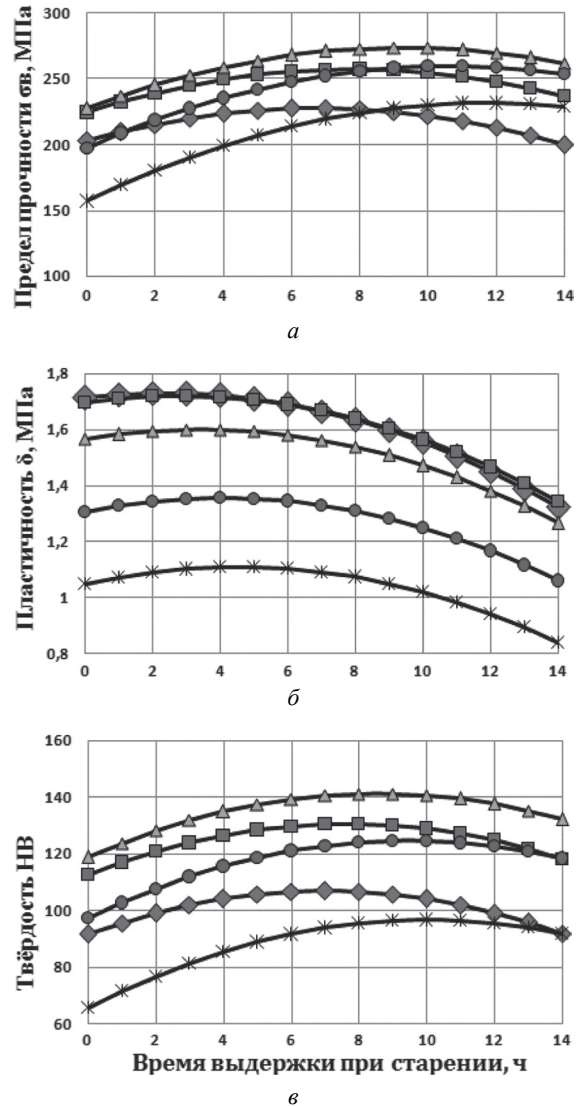 Предел прочности σв, МПа
300
250
200
150
100
0 2 4 6 8 10 12 14
а
Пластичность δ, МПа
1,8
1,6
1,4
1,2
1
0,8
0 2 4 6 8 10 12 14
б
Твёрдость НВ
160
140
120
100
80
60
0 2 4 6 8 10 12 14
Время выдержки при старении, ч
в